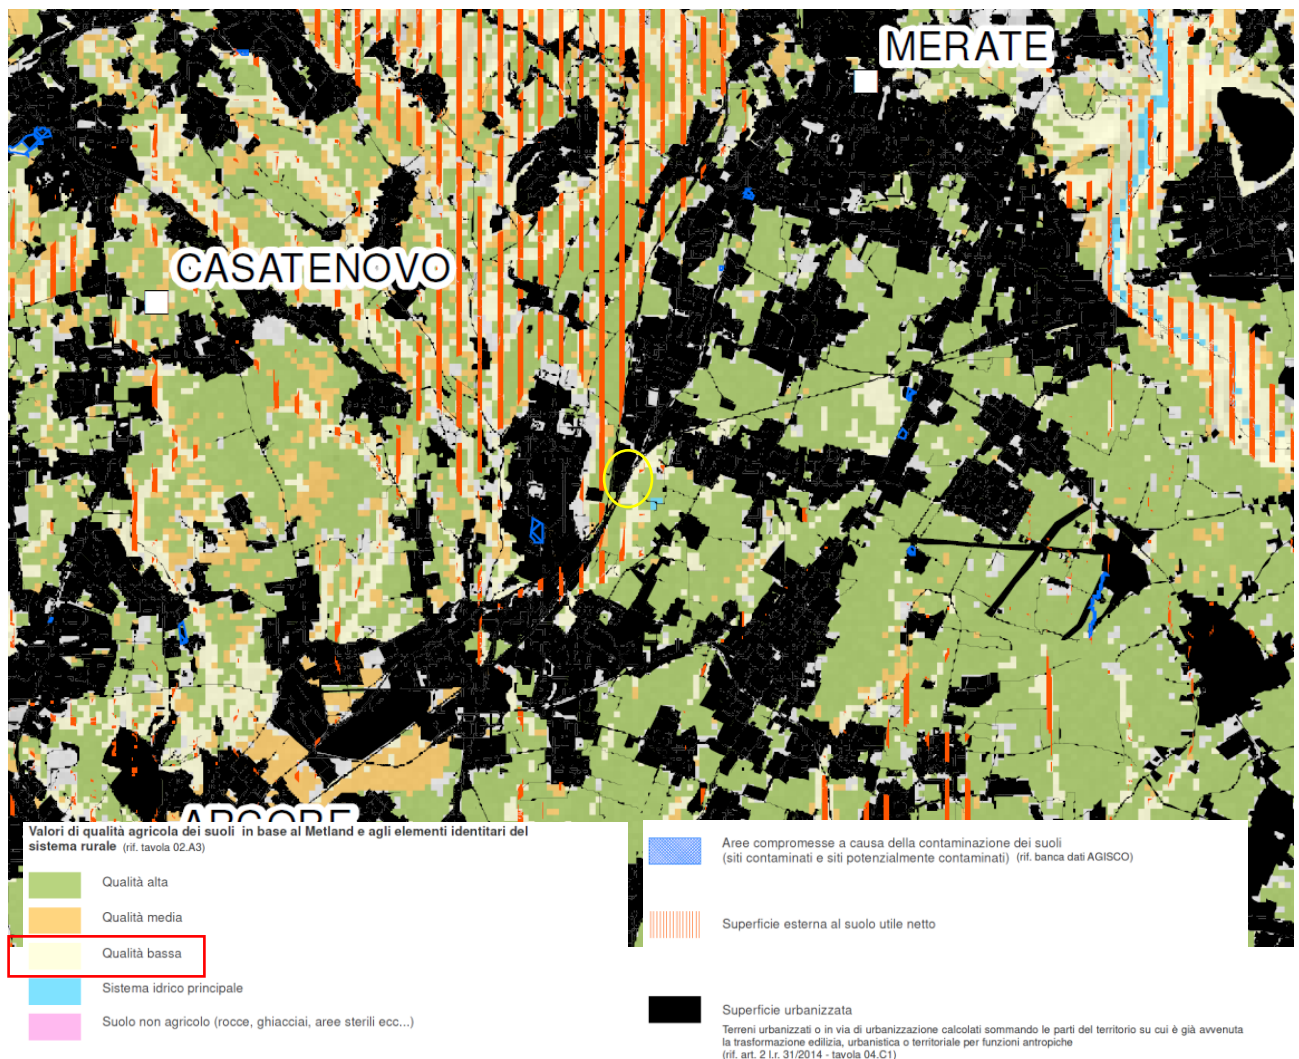 MERATE
CASATENOVO
ARCORE
Valori di qualità agricola dei suoli in base al Metland e agli elementi identitari del
sistema rurale (rif. tavola 02.A3)
Qualità alta
Qualità media
Qualità bassa
Sistema idrico principale
Suolo non agricolo (rocce, ghiacciai, aree sterili ecc...)
Aree compromesse a causa della contaminazione dei suoli
(siti contaminati e siti potenzialmente contaminati) (rif. banca dati AGISCO)
Superficie esterna al suolo utile netto
Superficie urbanizzata
Terreni urbanizzati o in via di urbanizzazione calcolati sommando le parti del territorio su cui è già avvenuta
la trasformazione edilizia, urbanistica o territoriale per funzioni antropiche
(rif. art. 2 l.r. 31/2014 - tavola 04.C1)